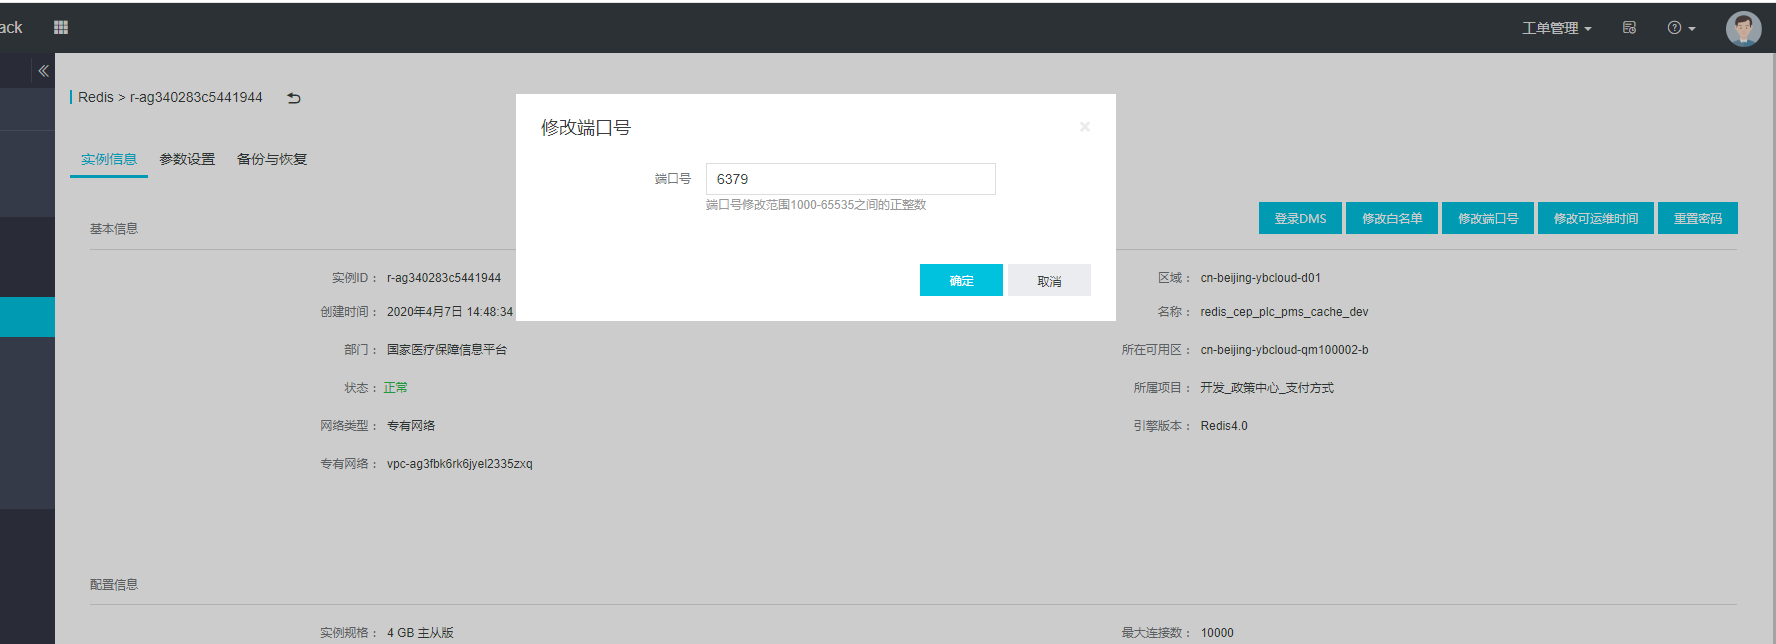 ack
工单管理
Redis > r-ag340283c5441944
修改端口号
实例信息 参数设置 备份与恢复
端口号 6379
端口号修改范围1000-65535之间的正整数
基本信息
登录DMS 修改白名单 修改端口号 修改可运维时间 重置密码
确定 取消
实例ID： r-ag340283c5441944
区域： cn-beijing-ybcloud-d01
创建时间： 2020年4月7日 14:48:34
名称： redis_cep_plc_pms_cache_dev
部门： 国家医疗保障信息平台
所在可用区： cn-beijing-ybcloud-qm100002-b
状态： 正常
所属项目： 开发_政策中心_支付方式
网络类型： 专有网络
引擎版本： Redis4.0
专有网络： vpc-ag3fbk6rk6jyel2335zxq
配置信息
实例规格： 4 GB 主从版
最大连接数： 10000